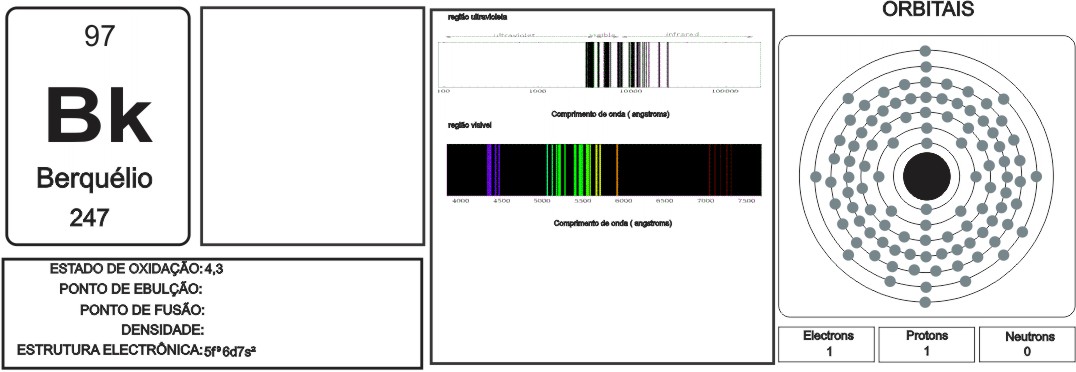 97
Bk
Berquélio
247
ESTADO DE OXIDAÇÃO: 4,3
PONTO DE EBULÇÃO:
PONTO DE FUSÃO:
DENSIDADE:
ESTRUTURA ELECTRÔNICA: 5f⁹6d7s²
região ultravioleta
ultraviolet visible infrared
100 1000 10000 100000
Comprimento de onda ( angstroms)
região visivel
4000 4500 5000 5500 6000 6500 7000 7500
Comprimento de onda ( angstroms)
ORBITAIS
Electrons Protons Neutrons
1 1 0